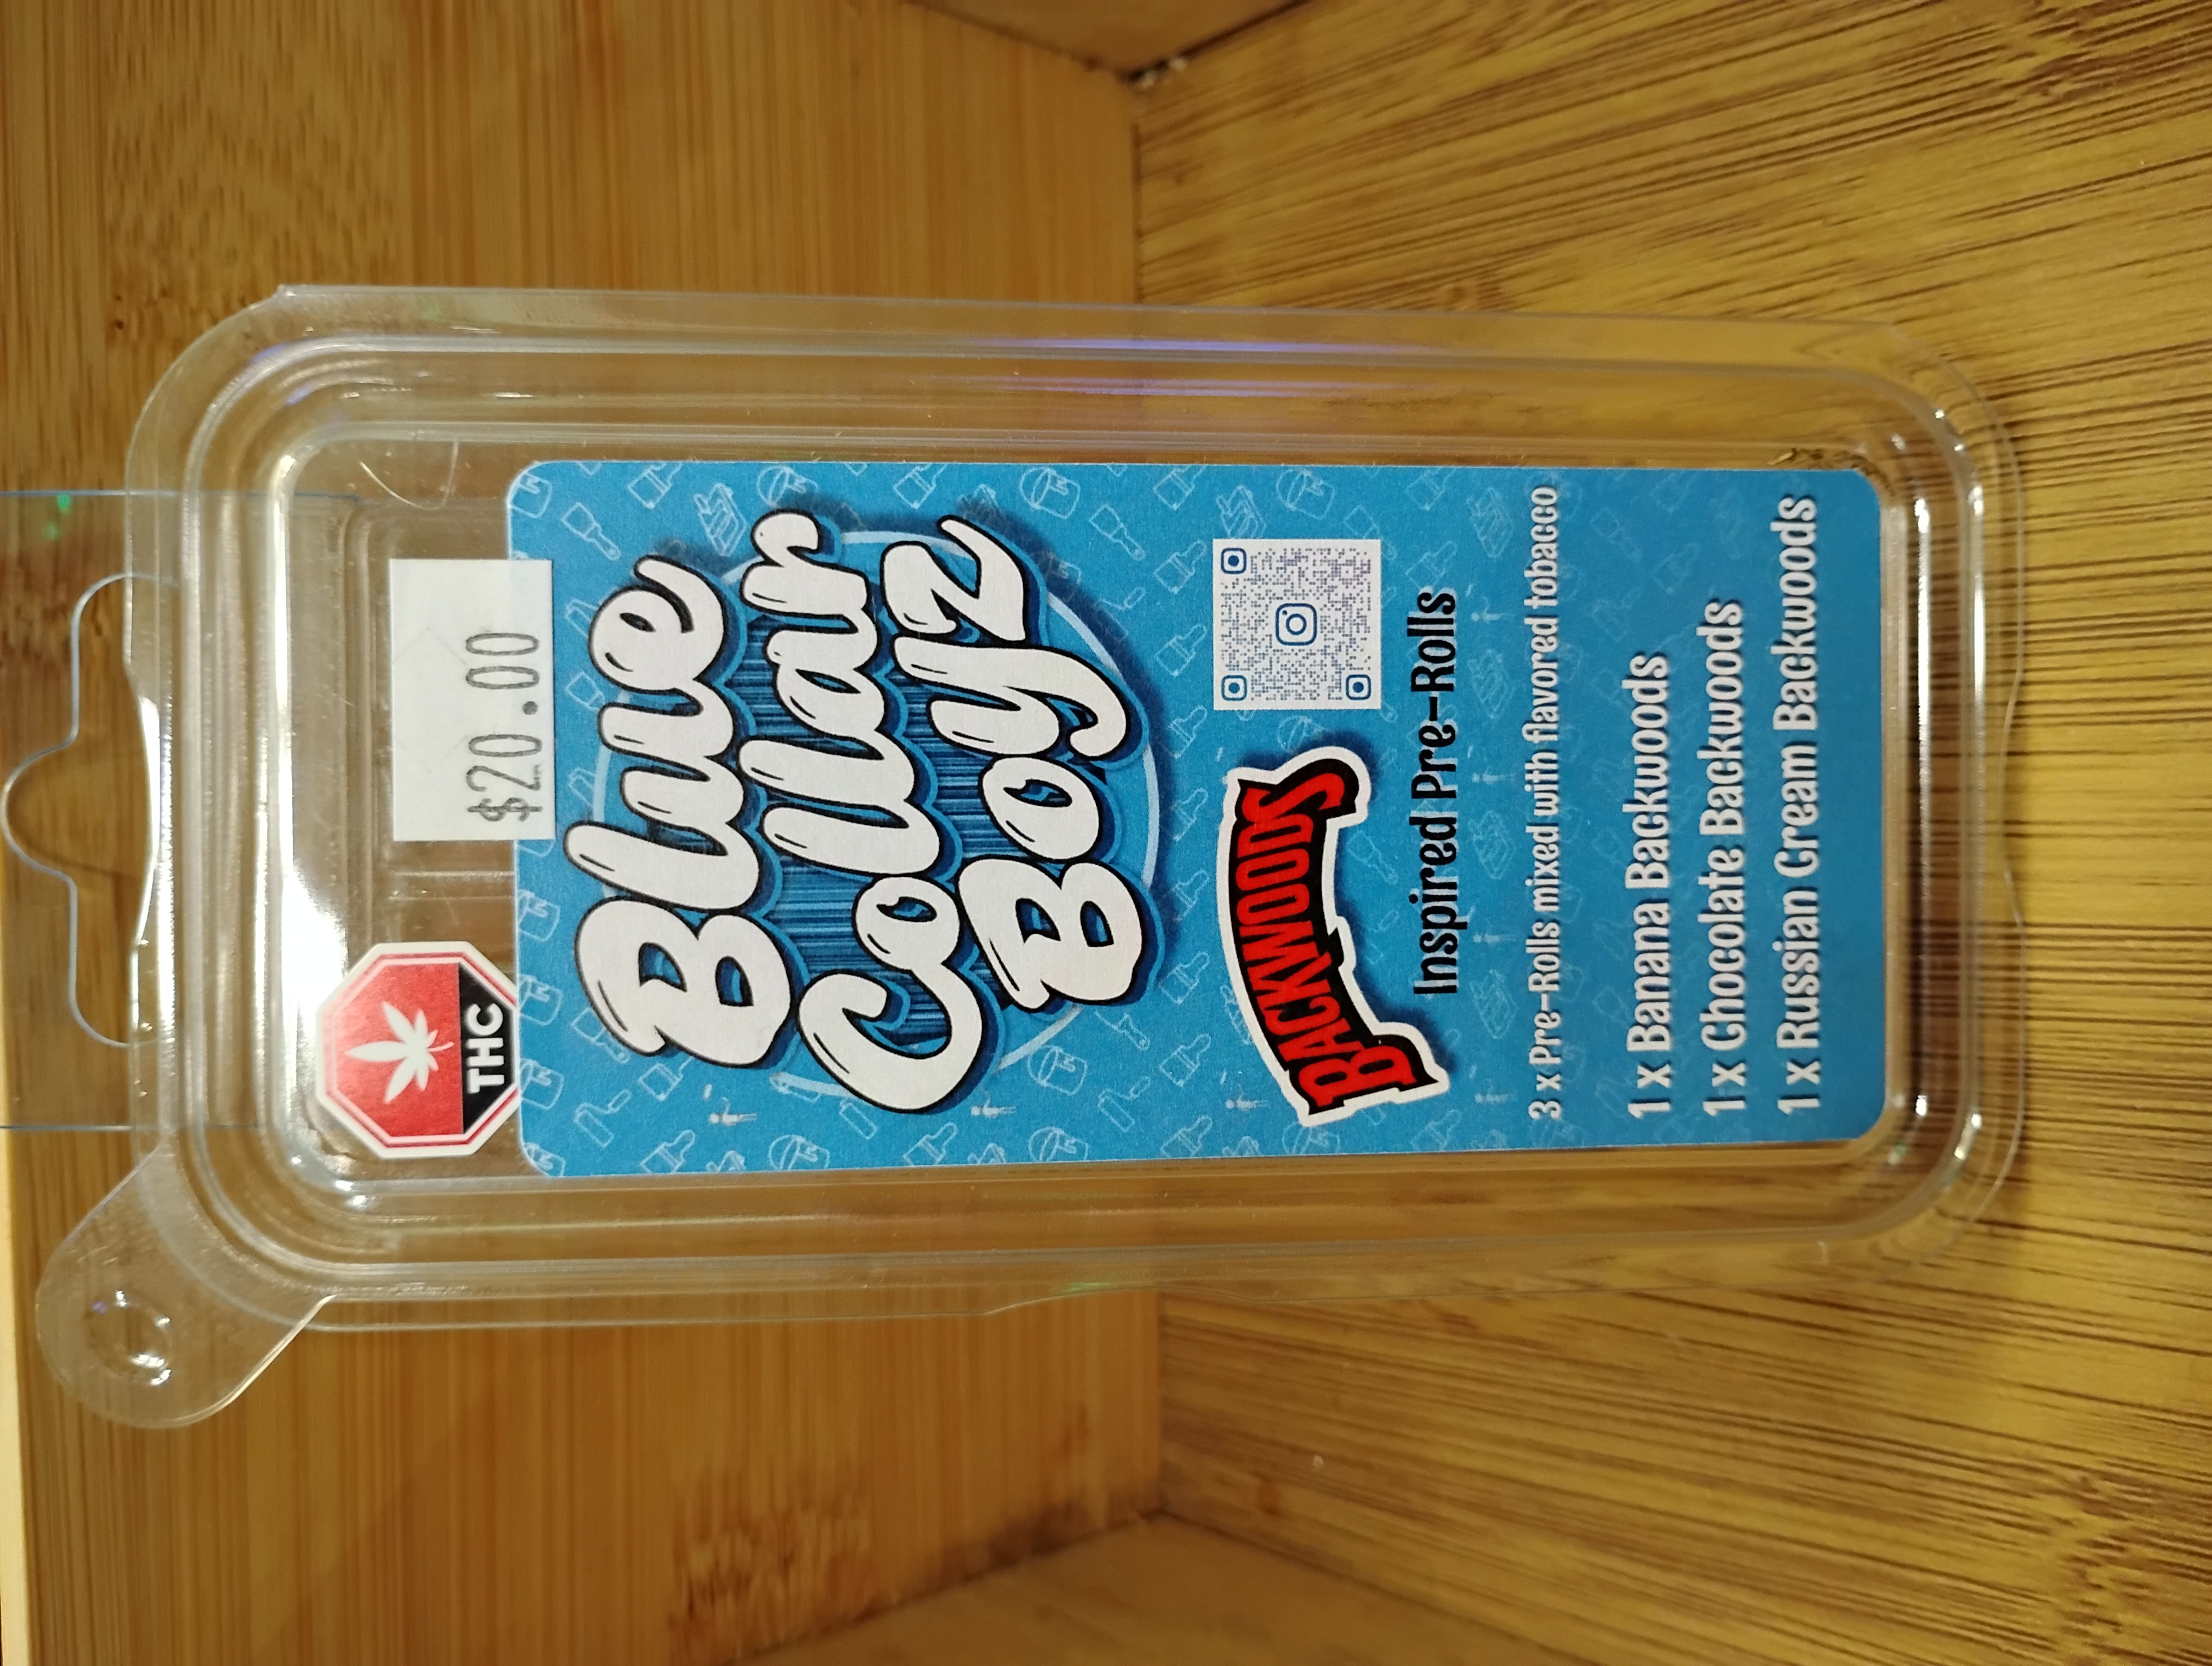 THC
$20.00
Blue
Collar
Boyz
BACKWOODS
Inspired Pre-Rolls
3 x Pre-Rolls mixed with flavored tobacco
1 x Banana Backwoods
1 x Chocolate Backwoods
1 x Russian Cream Backwoods